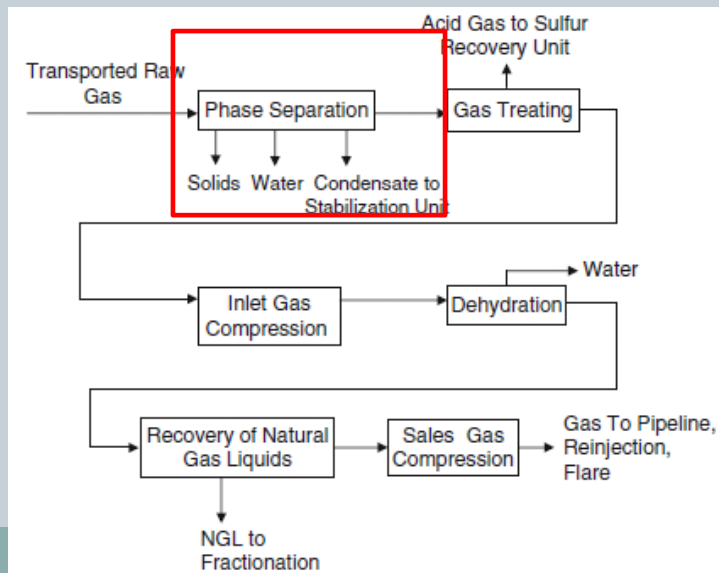 Acid Gas to Sulfur
Recovery Unit
Transported Raw
Gas
Phase Separation
Gas Treating
Solids Water Condensate to
Stabilization Unit
Water
Inlet Gas
Compression
Dehydration
Recovery of Natural
Gas Liquids
Sales Gas
Compression
Gas To Pipeline,
Reinjection,
Flare
NGL to
Fractionation